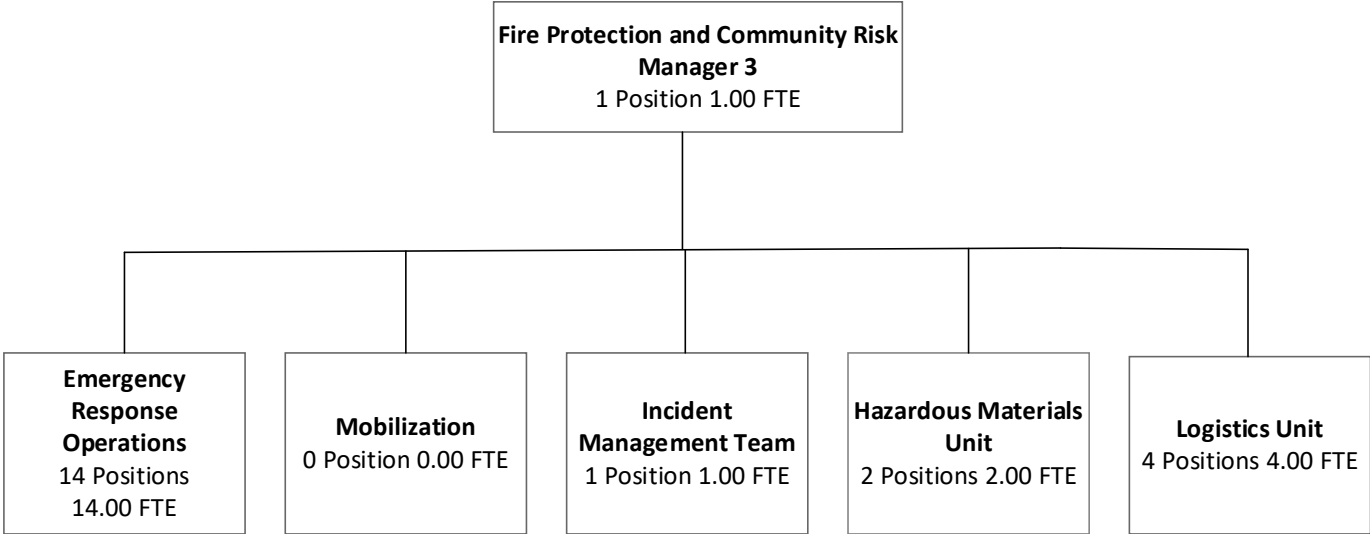 Fire Protection and Community Risk
Manager 3
1 Position 1.00 FTE
Emergency
Response
Operations
14 Positions
14.00 FTE
Mobilization
0 Position 0.00 FTE
Incident
Management Team
1 Position 1.00 FTE
Hazardous Materials
Unit
2 Positions 2.00 FTE
Logistics Unit
4 Positions 4.00 FTE